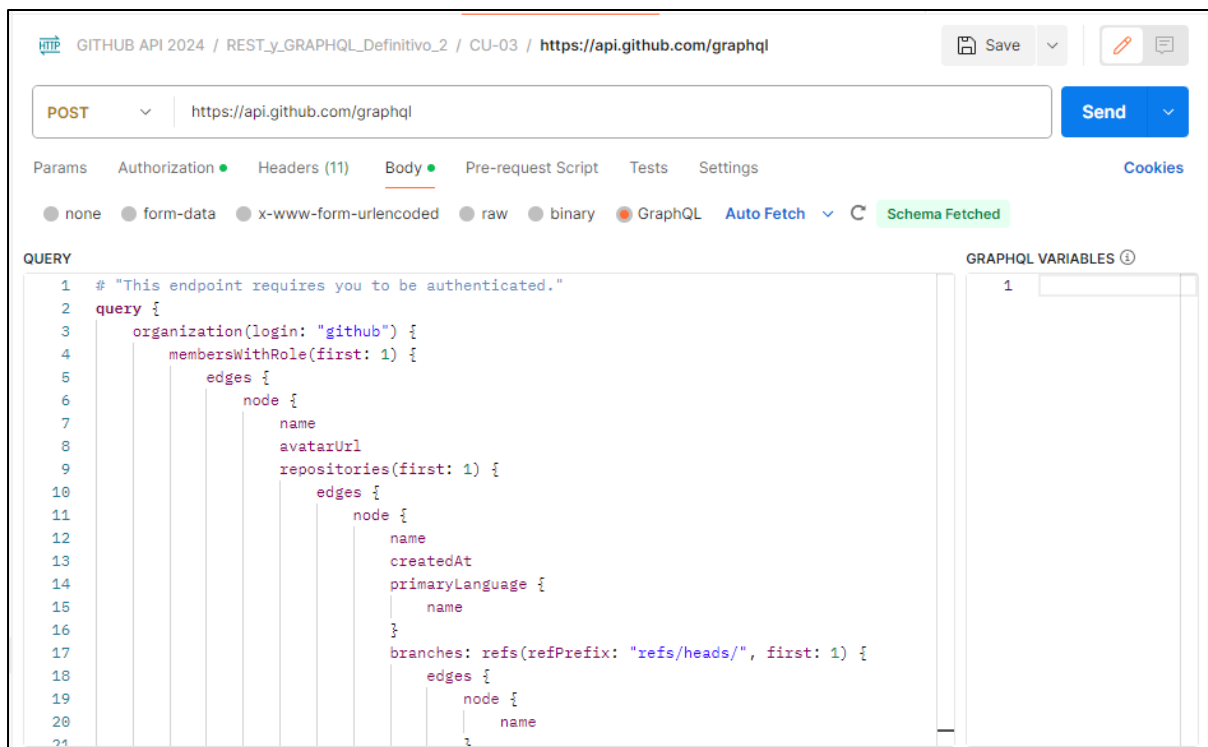 HTTP GITHUB API 2024 / REST_y_GRAPHQL_Definitivo_2 / CU-03 / https://api.github.com/graphql Save
POST https://api.github.com/graphql Send
Params Authorization Headers (11) Body Pre-request Script Tests Settings Cookies
none form-data x-www-form-urlencoded raw binary GraphQL Auto Fetch Schema Fetched
QUERY GRAPHQL VARIABLES
1 # "This endpoint requires you to be authenticated." 1
2 query {
3 organization(login: "github") {
4 membersWithRole(first: 1) {
5 edges {
6 node {
7 name
8 avatarUrl
9 repositories(first: 1) {
10 edges {
11 node {
12 name
13 createdAt
14 primaryLanguage {
15 name
16 }
17 branches: refs(refPrefix: "refs/heads/", first: 1) {
18 edges {
19 node {
20 name
21 }